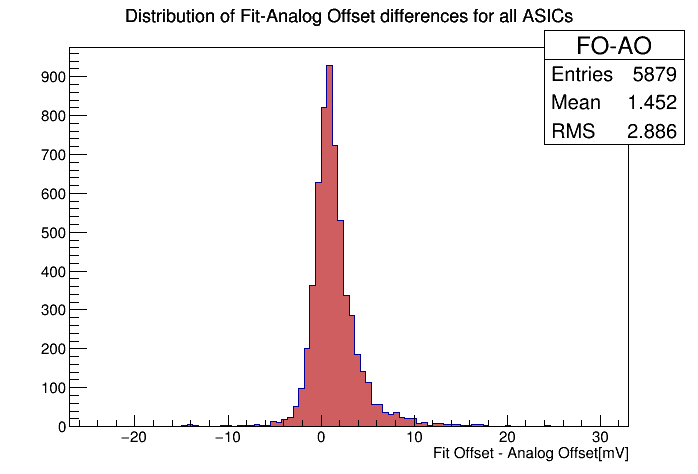 Distribution of Fit-Analog Offset differences for all ASICs
FO-AO
Entries 5879
Mean 1.452
RMS 2.886
900
800
700
600
500
400
300
200
100
0
−20 −10 0 10 20 30
Fit Offset - Analog Offset[mV]